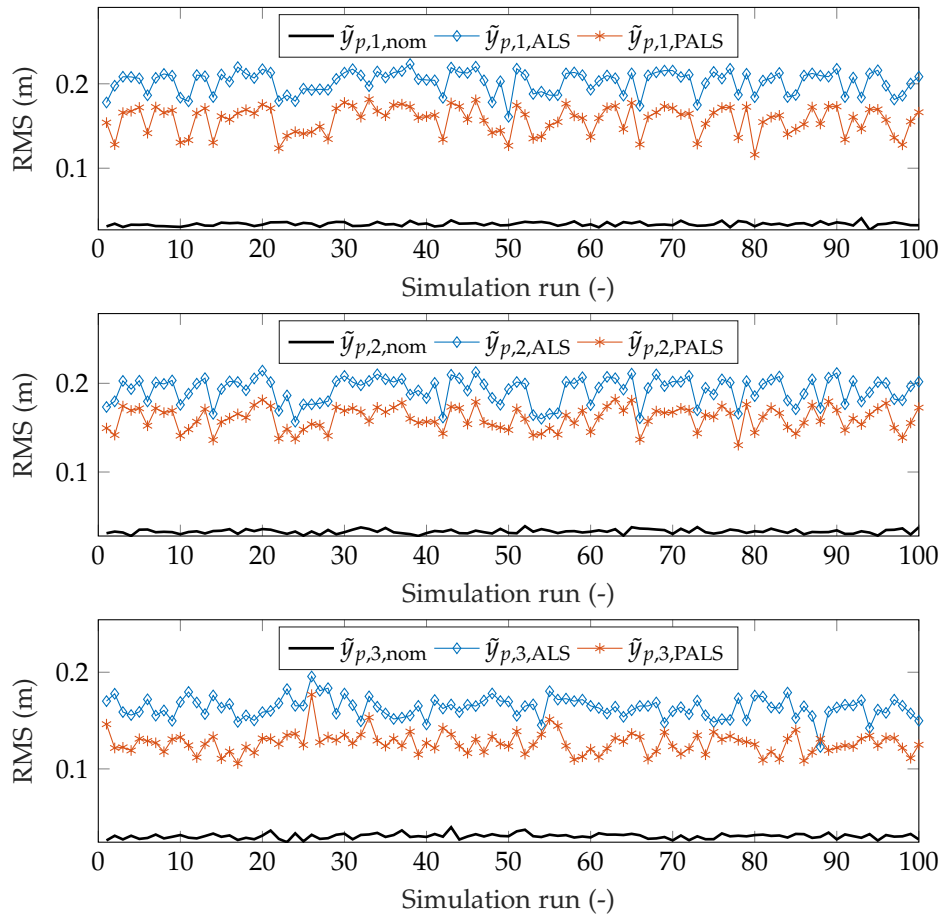 ỹp,1,nom ỹp,1,ALS ỹp,1,PALS
0.2
0.1
RMS (m)
0 10 20 30 40 50 60 70 80 90 100
Simulation run (-)
ỹp,2,nom ỹp,2,ALS ỹp,2,PALS
0.2
0.1
RMS (m)
0 10 20 30 40 50 60 70 80 90 100
Simulation run (-)
ỹp,3,nom ỹp,3,ALS ỹp,3,PALS
0.2
0.1
RMS (m)
0 10 20 30 40 50 60 70 80 90 100
Simulation run (-)